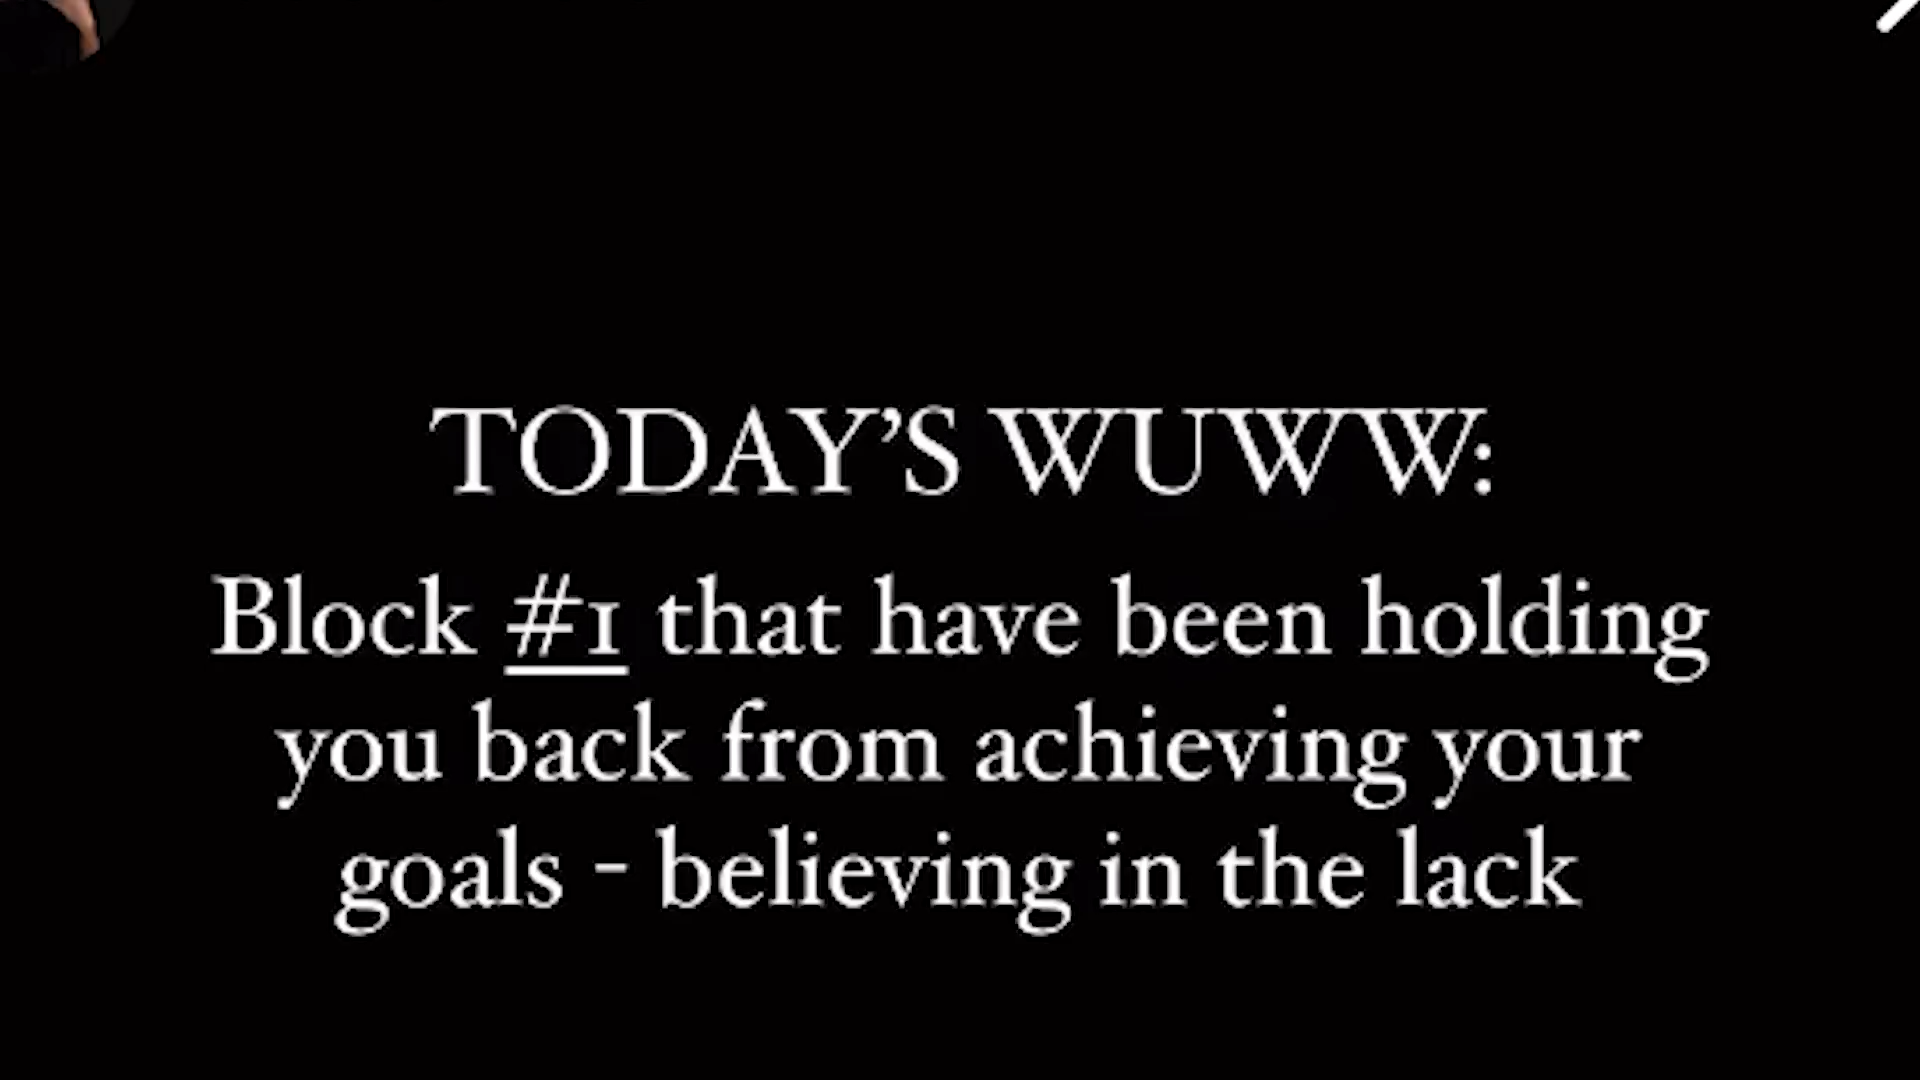 TODAY’S WUWW:
Block #1 that have been holding
you back from achieving your
goals - believing in the lack